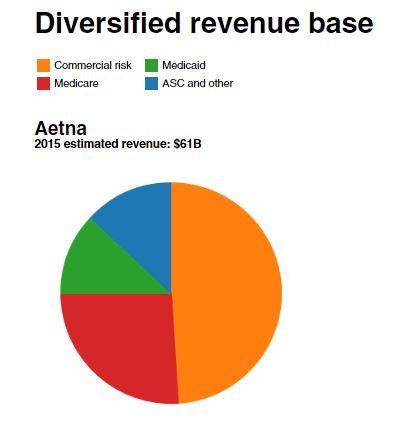 Diversified revenue base
Commercial risk
Medicaid
Medicare
ASC and other
Aetna
2015 estimated revenue: $61B